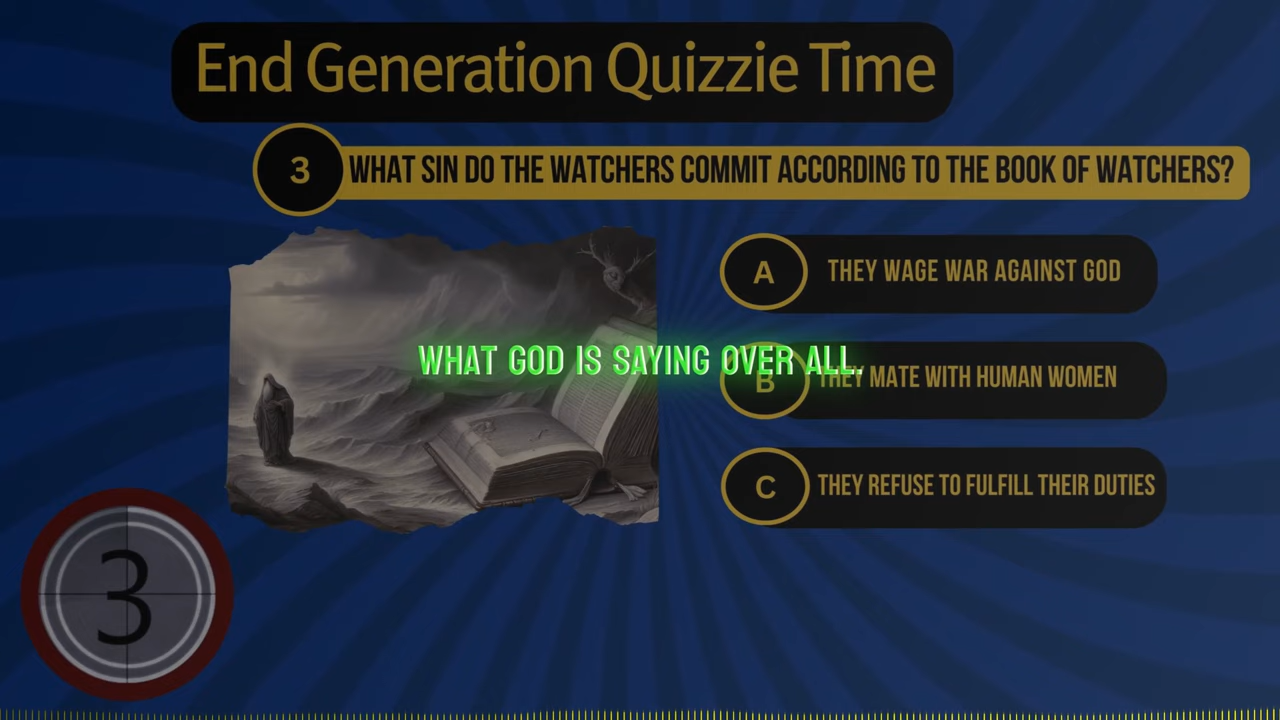 End Generation Quizzie Time
3 WHAT SIN DO THE WATCHERS COMMIT ACCORDING TO THE BOOK OF WATCHERS?
A THEY WAGE WAR AGAINST GOD
WHAT GOD IS SAYING OVER ALL.
B THEY MATE WITH HUMAN WOMEN
C THEY REFUSE TO FULFILL THEIR DUTIES
3